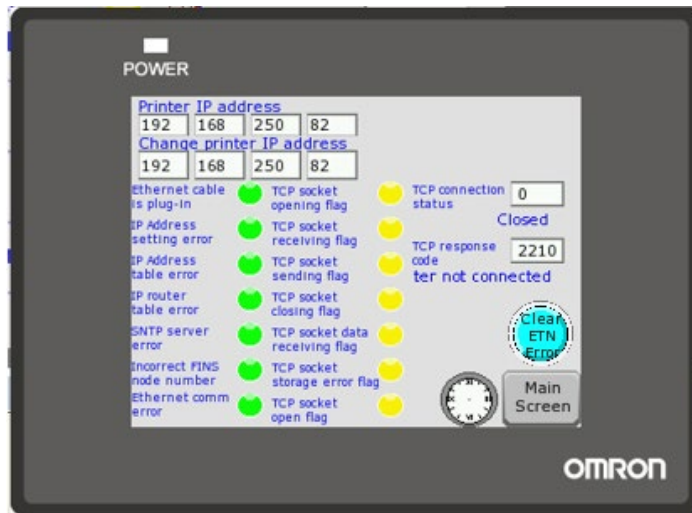 POWER
Printer IP address
192 168 250 82
Change printer IP address
192 168 250 82
Ethernet cable
is plug-in
TCP socket
opening flag
TCP connection
status
0
Closed
IP Address
setting error
TCP socket
receiving flag
TCP response
code
2210
ter not connected
IP Address
table error
TCP socket
sending flag
IP router
table error
TCP socket
closing flag
SNTP server
error
TCP socket data
receiving flag
Clear
ETN
Error
Incorrect FINS
node number
TCP socket
storage error flag
Ethernet comm
error
TCP socket
open flag
Main
Screen
OMRON